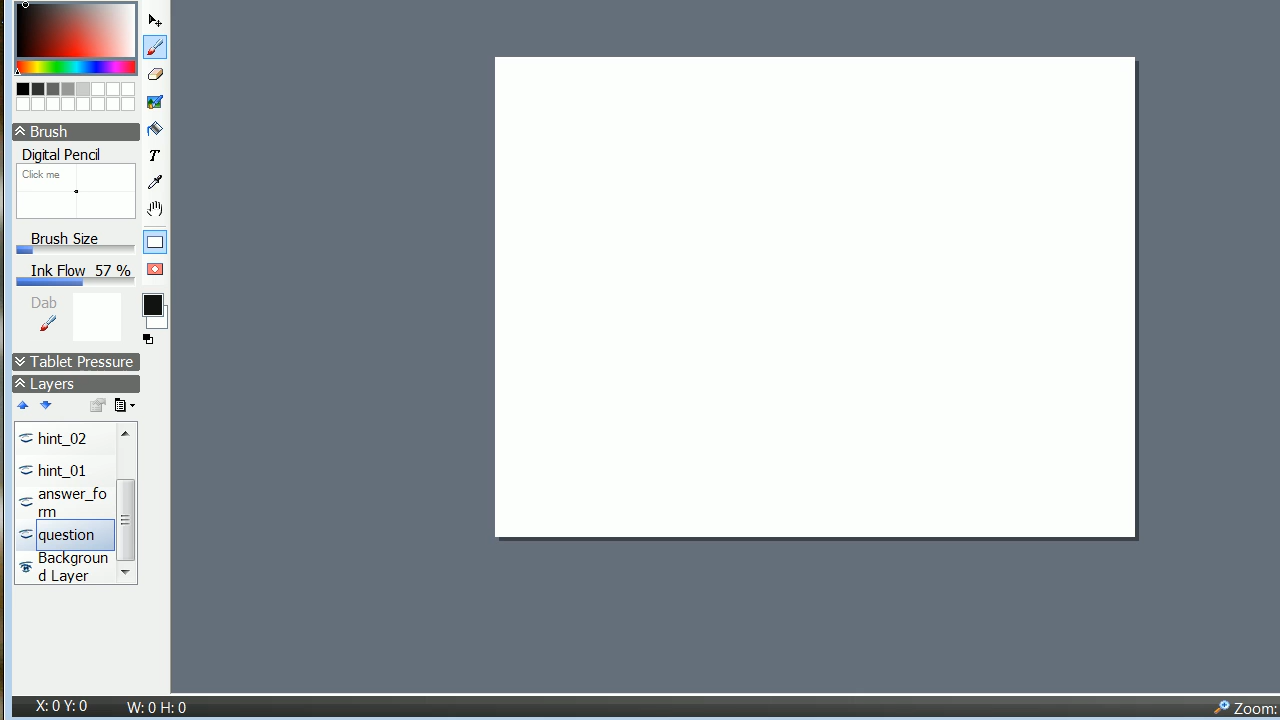 Brush
Digital Pencil
Click me
Brush Size
Ink Flow 57 %
Dab
Tablet Pressure
Layers
hint_02
hint_01
answer_fo
rm
question
Backgroun
d Layer
X: 0 Y: 0 W: 0 H: 0 Zoom: